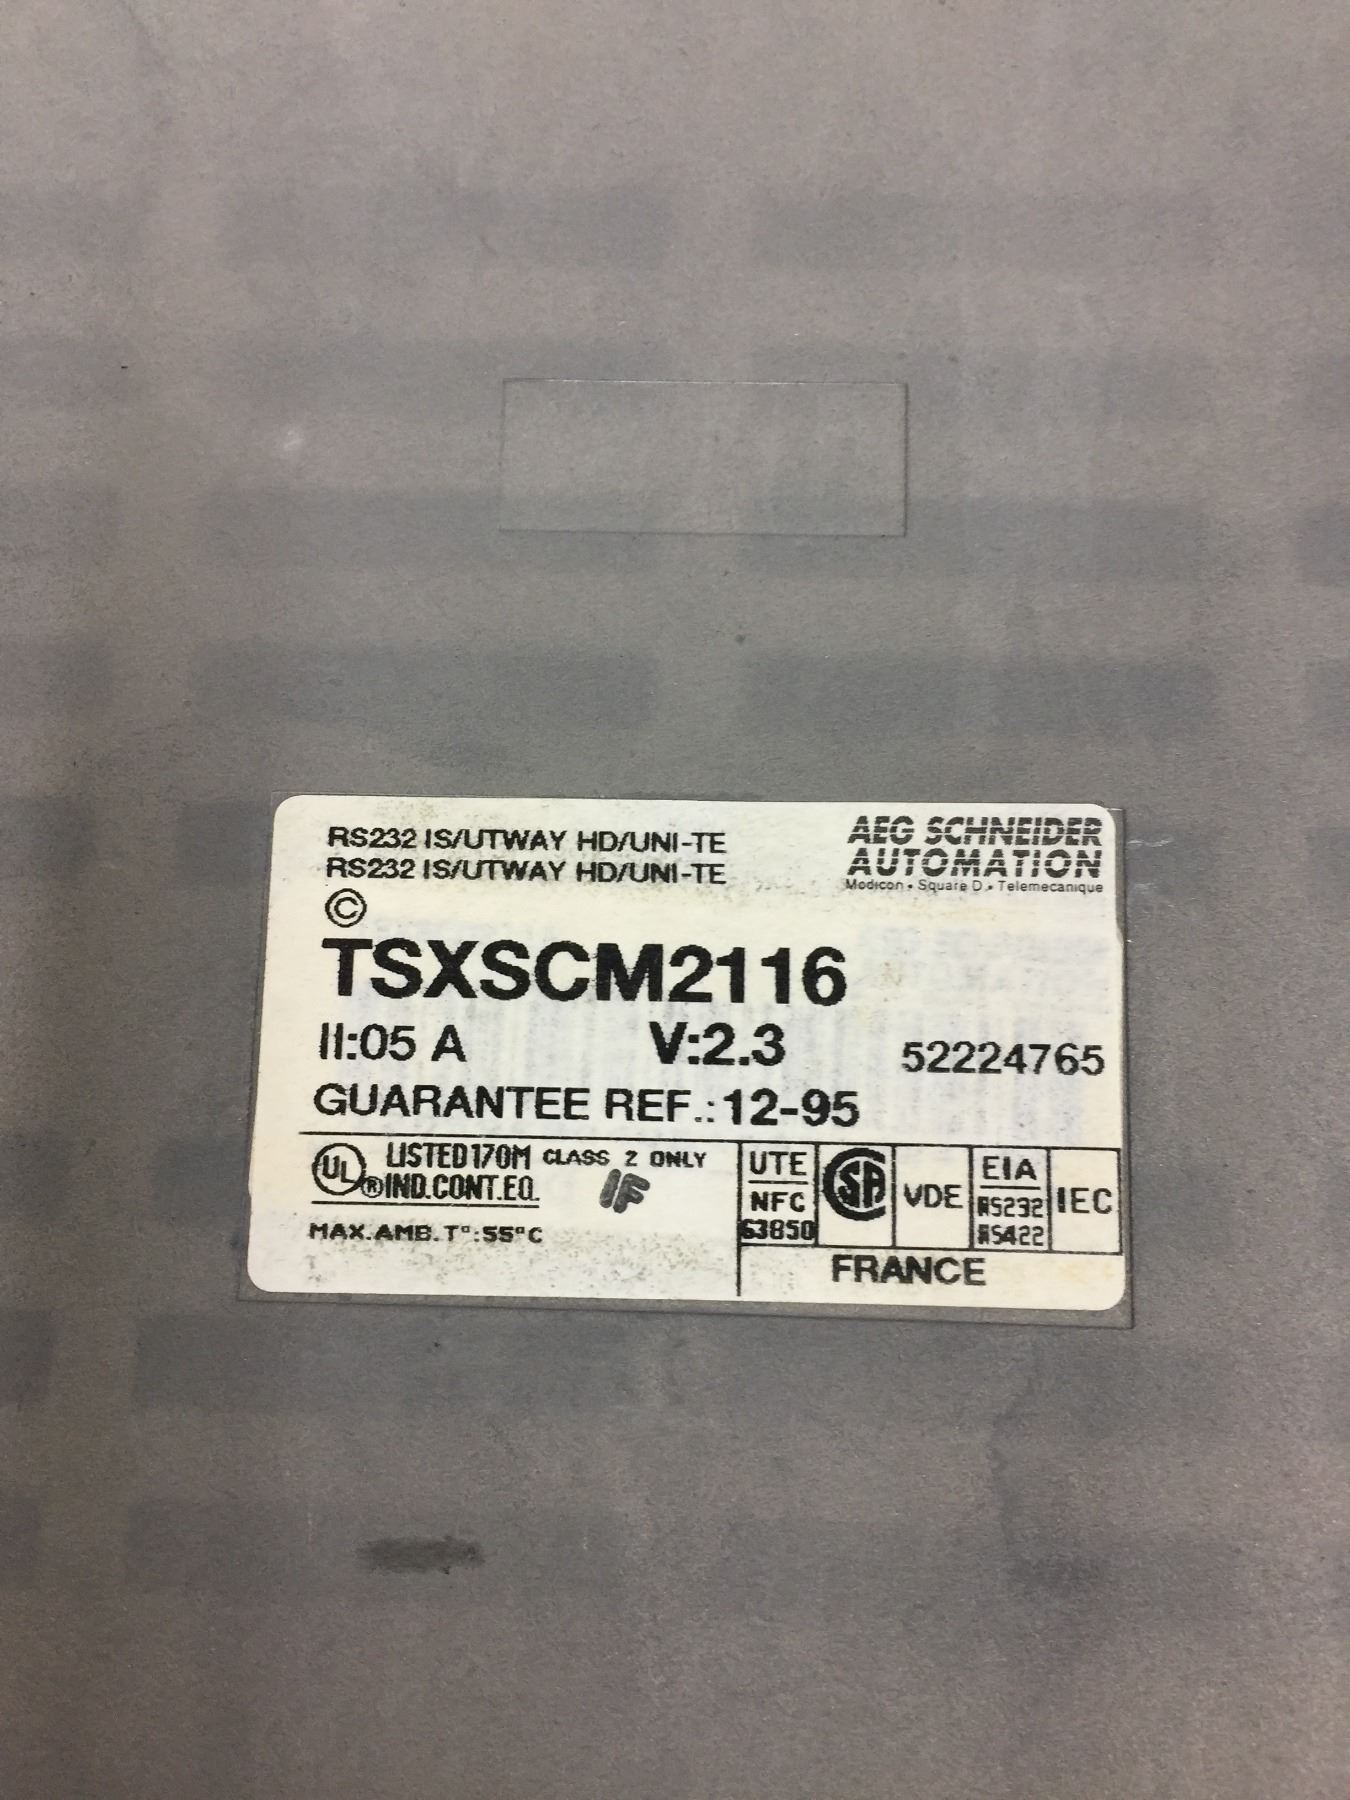 RS232 IS/UTWAY HD/UNI-TE
RS232 IS/UTWAY HD/UNI-TE
AEG SCHNEIDER
AUTOMATION
Modicon • Square D • Telemecanique
©
TSXSCM2116
II:05 A V:2.3 52224765
GUARANTEE REF.: 12-95
UL ® LISTED 170M CLASS 2 ONLY
IND.CONT.EQ.
IF
MAX.AMB.T°:55°C
UTE
NFC
63850
SA
VDE
EIA
RS232
RS422
IEC
FRANCE